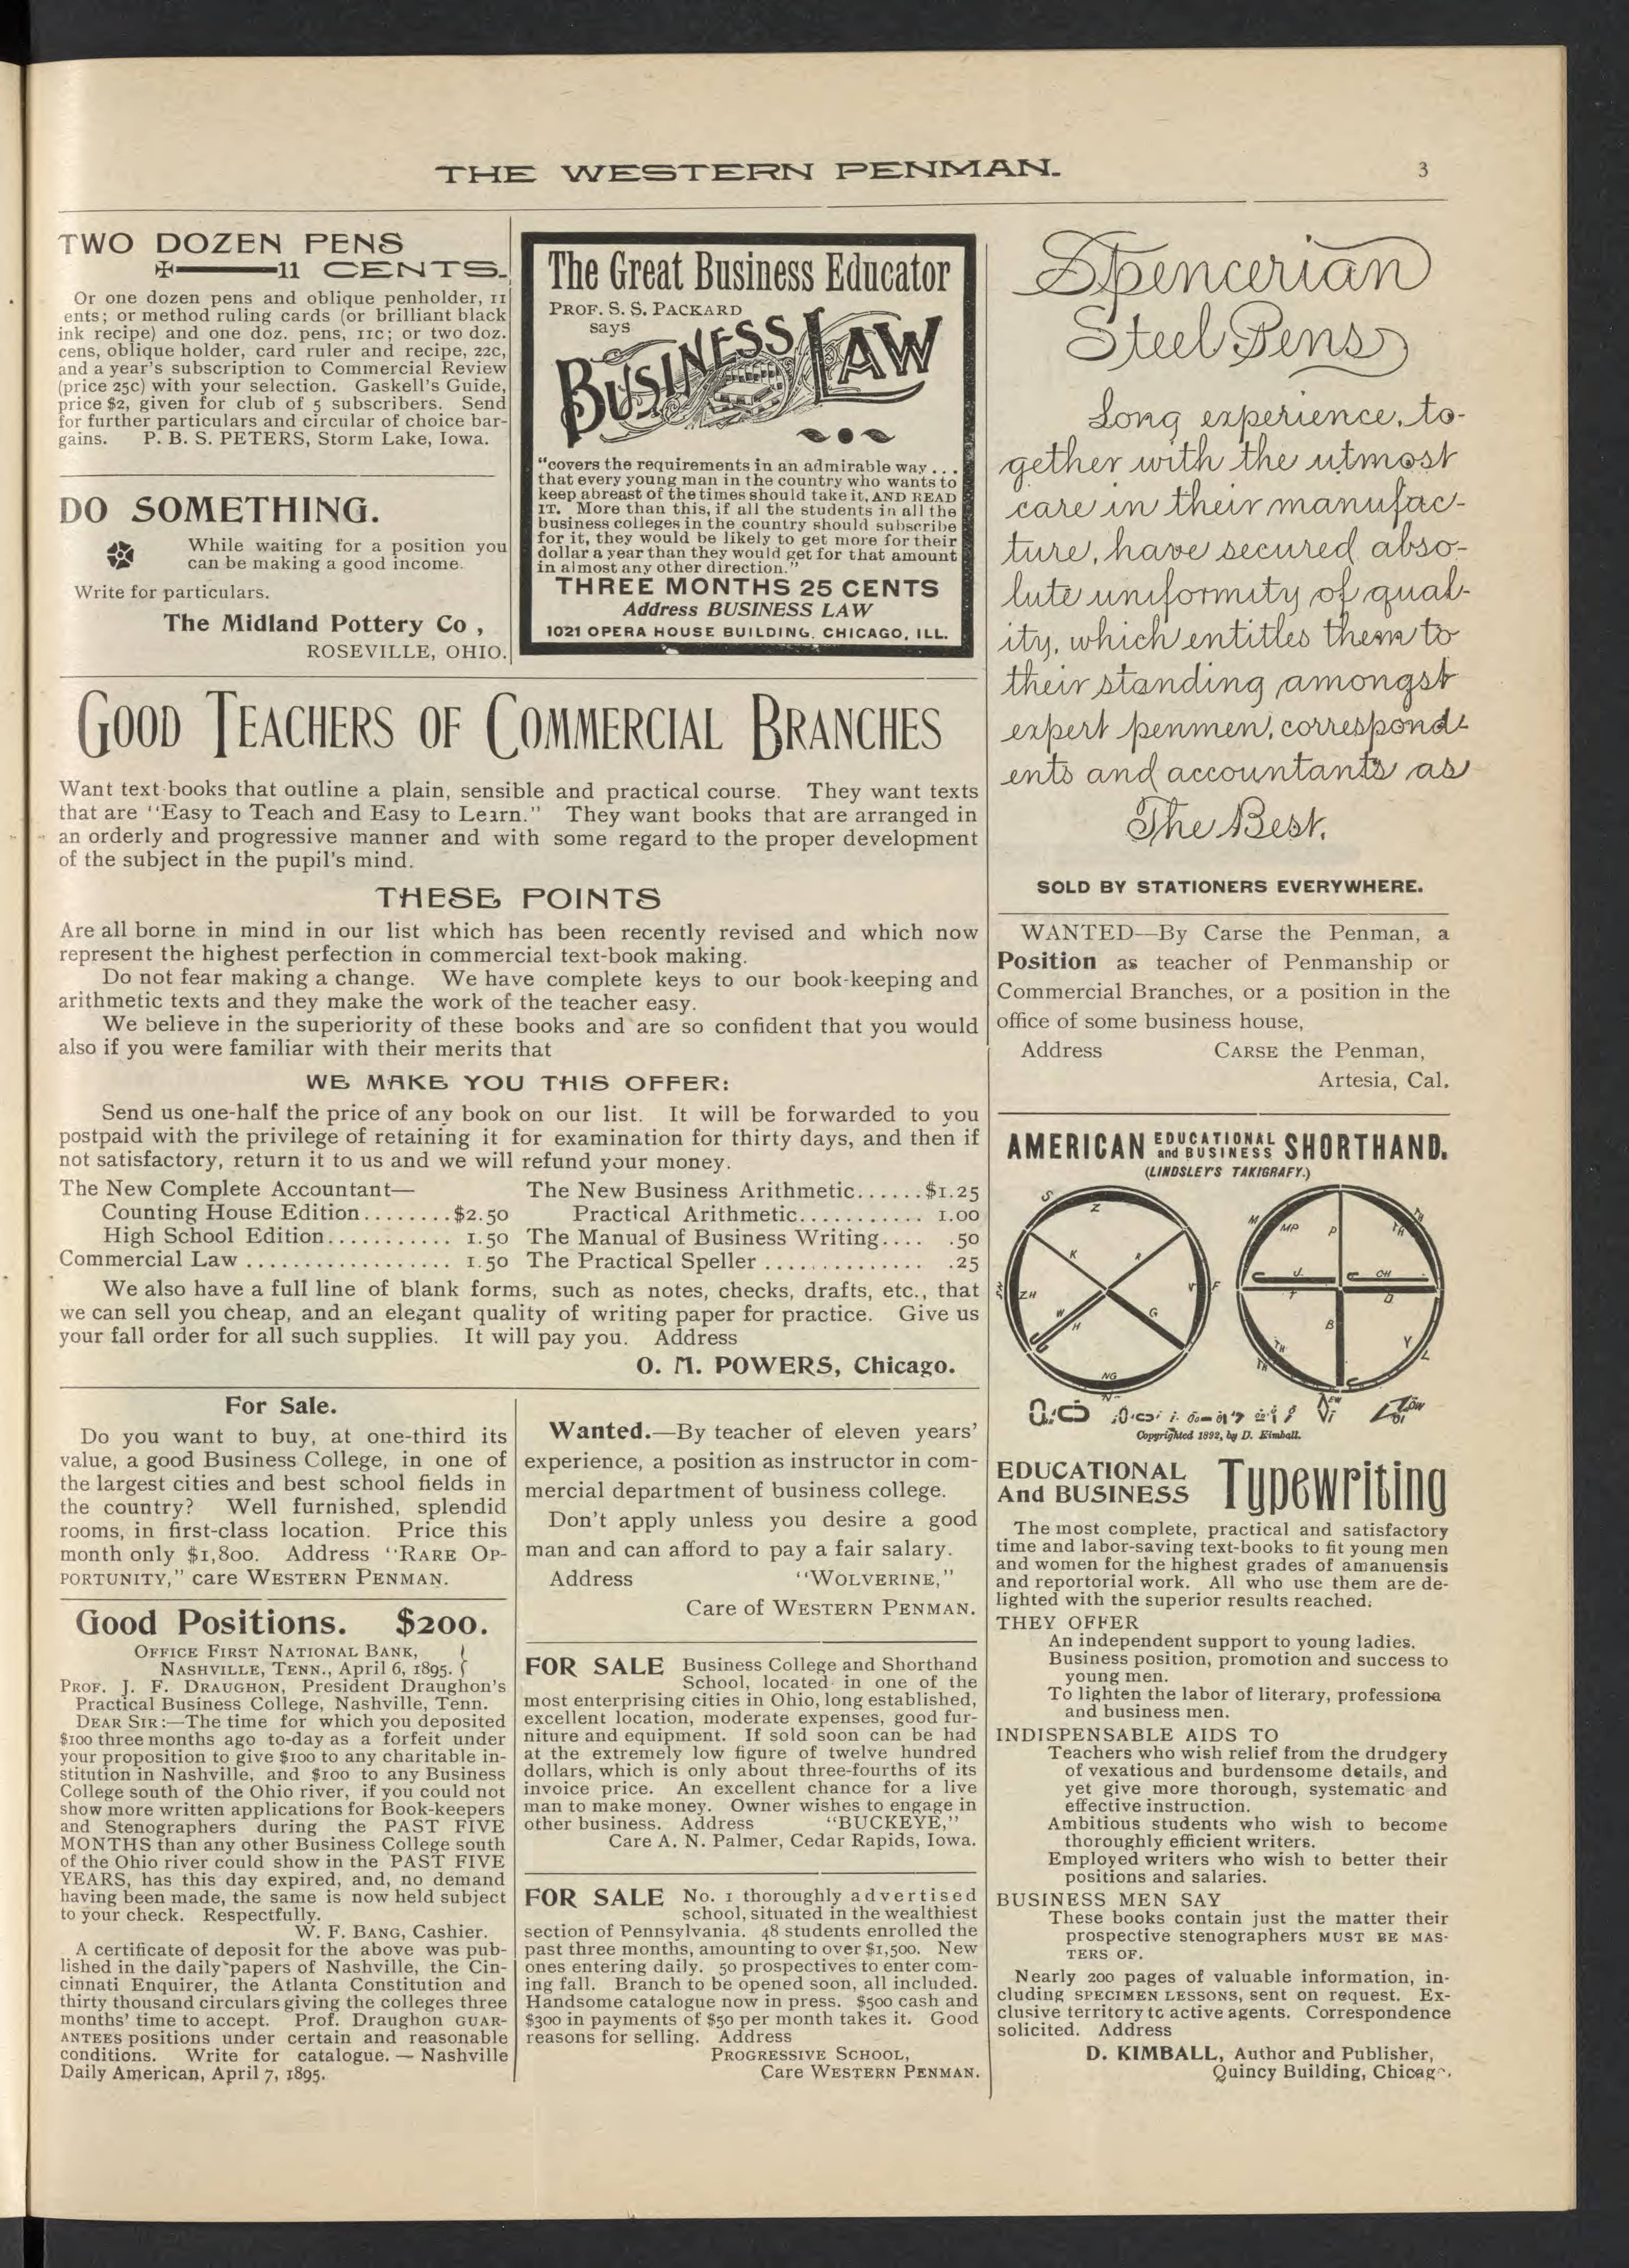 THE WESTERN PENMAN.
3
TWO DOZEN PENS
11 CENTS.
Or one dozen pens and oblique penholder, 11
ents; or method ruling cards (or brilliant black
ink recipe) and one doz. pens, 11c; or two doz.
cens, oblique holder, card ruler and recipe, 22c,
and a year's subscription to Commercial Review
(price 25c) with your selection. Gaskell's Guide,
price $2, given for club of 5 subscribers. Send
for further particulars and circular of choice bar-
gains. P. B. S. PETERS, Storm Lake, Iowa.
DO SOMETHING.
While waiting for a position you
can be making a good income.
Write for particulars.
The Midland Pottery Co ,
ROSEVILLE, OHIO.
The Great Business Educator
PROF. S. S. PACKARD
says
BUSINESS LAW
"covers the requirements in an admirable way . . .
that every young man in the country who wants to
keep abreast of the times should take it, AND READ
IT. More than this, if all the students in all the
business colleges in the country should subscribe
for it, they would be likely to get more for their
dollar a year than they would get for that amount
in almost any other direction."
THREE MONTHS 25 CENTS
Address BUSINESS LAW
1021 OPERA HOUSE BUILDING. CHICAGO, ILL.
GOOD TEACHERS OF COMMERCIAL BRANCHES
Want text-books that outline a plain, sensible and practical course. They want texts
that are "Easy to Teach and Easy to Learn." They want books that are arranged in
an orderly and progressive manner and with some regard to the proper development
of the subject in the pupil's mind.
THESE POINTS
Are all borne in mind in our list which has been recently revised and which now
represent the highest perfection in commercial text-book making.
Do not fear making a change. We have complete keys to our book-keeping and
arithmetic texts and they make the work of the teacher easy.
We believe in the superiority of these books and are so confident that you would
also if you were familiar with their merits that
WE MAKE YOU THIS OFFER:
Send us one-half the price of any book on our list. It will be forwarded to you
postpaid with the privilege of retaining it for examination for thirty days, and then if
not satisfactory, return it to us and we will refund your money.
The New Complete Accountant—
Counting House Edition........$2.50
High School Edition........... 1.50
Commercial Law .................. 1.50
The New Business Arithmetic......$1.25
Practical Arithmetic........... 1.00
The Manual of Business Writing.... .50
The Practical Speller .............. .25
We also have a full line of blank forms, such as notes, checks, drafts, etc., that
we can sell you cheap, and an elegant quality of writing paper for practice. Give us
your fall order for all such supplies. It will pay you. Address
O. M. POWERS, Chicago.
For Sale.
Do you want to buy, at one-third its
value, a good Business College, in one of
the largest cities and best school fields in
the country? Well furnished, splendid
rooms, in first-class location. Price this
month only $1,800. Address "RARE OP-
PORTUNITY," care WESTERN PENMAN.
Good Positions. $200.
OFFICE FIRST NATIONAL BANK,
NASHVILLE, TENN., April 6, 1895.
PROF. J. F. DRAUGHON, President Draughon's
Practical Business College, Nashville, Tenn.
DEAR SIR:—The time for which you deposited
$100 three months ago to-day as a forfeit under
your proposition to give $100 to any charitable in-
stitution in Nashville, and $100 to any Business
College south of the Ohio river, if you could not
show more written applications for Book-keepers
and Stenographers during the PAST FIVE
MONTHS than any other Business College south
of the Ohio river could show in the PAST FIVE
YEARS, has this day expired, and, no demand
having been made, the same is now held subject
to your check. Respectfully.
W. F. BANG, Cashier.
A certificate of deposit for the above was pub-
lished in the daily papers of Nashville, the Cin-
cinnati Enquirer, the Atlanta Constitution and
thirty thousand circulars giving the colleges three
months' time to accept. Prof. Draughon GUAR-
ANTEES positions under certain and reasonable
conditions. Write for catalogue. — Nashville
Daily American, April 7, 1895.
Wanted.—By teacher of eleven years'
experience, a position as instructor in com-
mercial department of business college.
Don't apply unless you desire a good
man and can afford to pay a fair salary.
Address "WOLVERINE,"
Care of WESTERN PENMAN.
FOR SALE Business College and Shorthand
School, located in one of the
most enterprising cities in Ohio, long established,
excellent location, moderate expenses, good fur-
niture and equipment. If sold soon can be had
at the extremely low figure of twelve hundred
dollars, which is only about three-fourths of its
invoice price. An excellent chance for a live
man to make money. Owner wishes to engage in
other business. Address "BUCKEYE,"
Care A. N. Palmer, Cedar Rapids, Iowa.
FOR SALE No. 1 thoroughly advertised
school, situated in the wealthiest
section of Pennsylvania. 48 students enrolled the
past three months, amounting to over $1,500. New
ones entering daily. 50 prospectives to enter com-
ing fall. Branch to be opened soon, all included.
Handsome catalogue now in press. $500 cash and
$300 in payments of $50 per month takes it. Good
reasons for selling. Address
PROGRESSIVE SCHOOL,
Care WESTERN PENMAN.
Spencerian
Steel Pens
Long experience, to-
gether with the utmost
care in their manufac-
ture, have secured abso-
lute uniformity of qual-
ity, which entitles them to
their standing amongst
expert penmen, correspond-
ents and accountants as
The Best.
SOLD BY STATIONERS EVERYWHERE.
WANTED—By Carse the Penman, a
Position as teacher of Penmanship or
Commercial Branches, or a position in the
office of some business house,
Address CARSE the Penman,
Artesia, Cal.
AMERICAN EDUCATIONAL and BUSINESS SHORTHAND.
(LINDSLEY'S TAKIGRAFY.)
S Z K R ZH V F W H G NG N
M MP P TH TH J CH T D B TH TH Y L
Copyrighted 1892, by D. Kimball.
EDUCATIONAL
And BUSINESS Typewriting
The most complete, practical and satisfactory
time and labor-saving text-books to fit young men
and women for the highest grades of amanuensis
and reportorial work. All who use them are de-
lighted with the superior results reached.
THEY OFFER
An independent support to young ladies.
Business position, promotion and success to
young men.
To lighten the labor of literary, professiona
and business men.
INDISPENSABLE AIDS TO
Teachers who wish relief from the drudgery
of vexatious and burdensome details, and
yet give more thorough, systematic and
effective instruction.
Ambitious students who wish to become
thoroughly efficient writers.
Employed writers who wish to better their
positions and salaries.
BUSINESS MEN SAY
These books contain just the matter their
prospective stenographers MUST BE MAS-
TERS OF.
Nearly 200 pages of valuable information, in-
cluding SPECIMEN LESSONS, sent on request. Ex-
clusive territory to active agents. Correspondence
solicited. Address
D. KIMBALL, Author and Publisher,
Quincy Building, Chicag